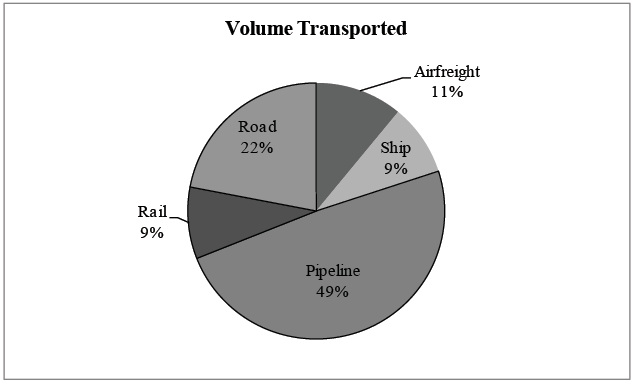 Volume Transported
Airfreight
11%
Ship
9%
Pipeline
49%
Rail
9%
Road
22%